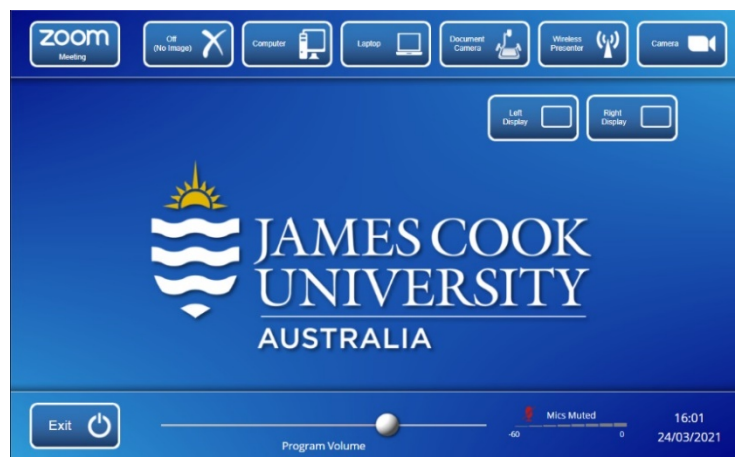 zoom
Meeting
Off
(No Image)
Computer
Laptop
Document
Camera
Wireless
Presenter
Camera
Left
Display
Right
Display
JAMES COOK
UNIVERSITY
AUSTRALIA
Exit
Program Volume
Mics Muted
-60
0
16:01
24/03/2021